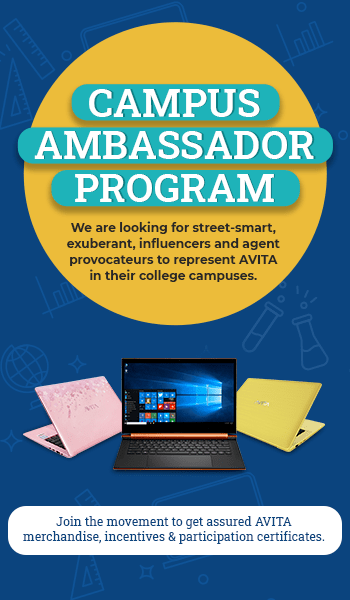 CAMPUS
AMBASSADOR
PROGRAM
We are looking for street-smart,
exuberant, influencers and agent
provocateurs to represent AVITA
in their college campuses.
Join the movement to get assured AVITA
merchandise, incentives & participation certificates.